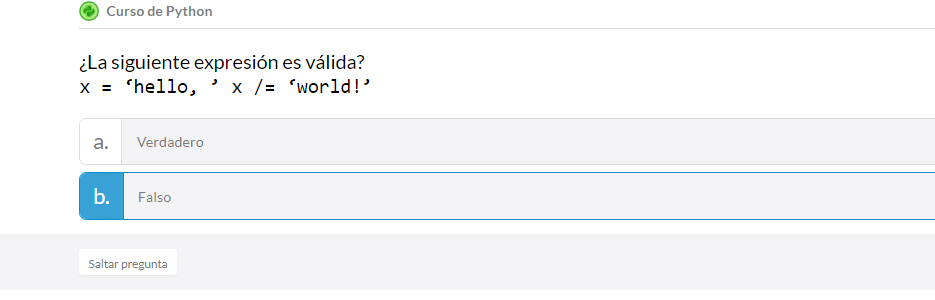 Curso de Python
¿La siguiente expresión es válida?
x = ‘hello, ’ x /= ‘world!’
a. Verdadero
b. Falso
Saltar pregunta